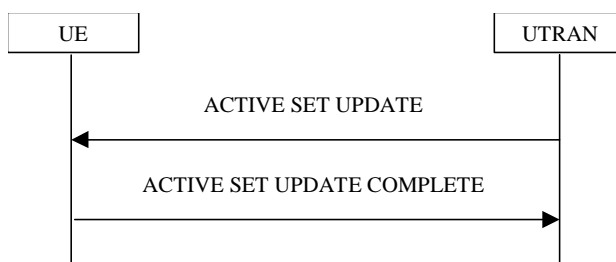 UE
UTRAN
ACTIVE SET UPDATE
ACTIVE SET UPDATE COMPLETE